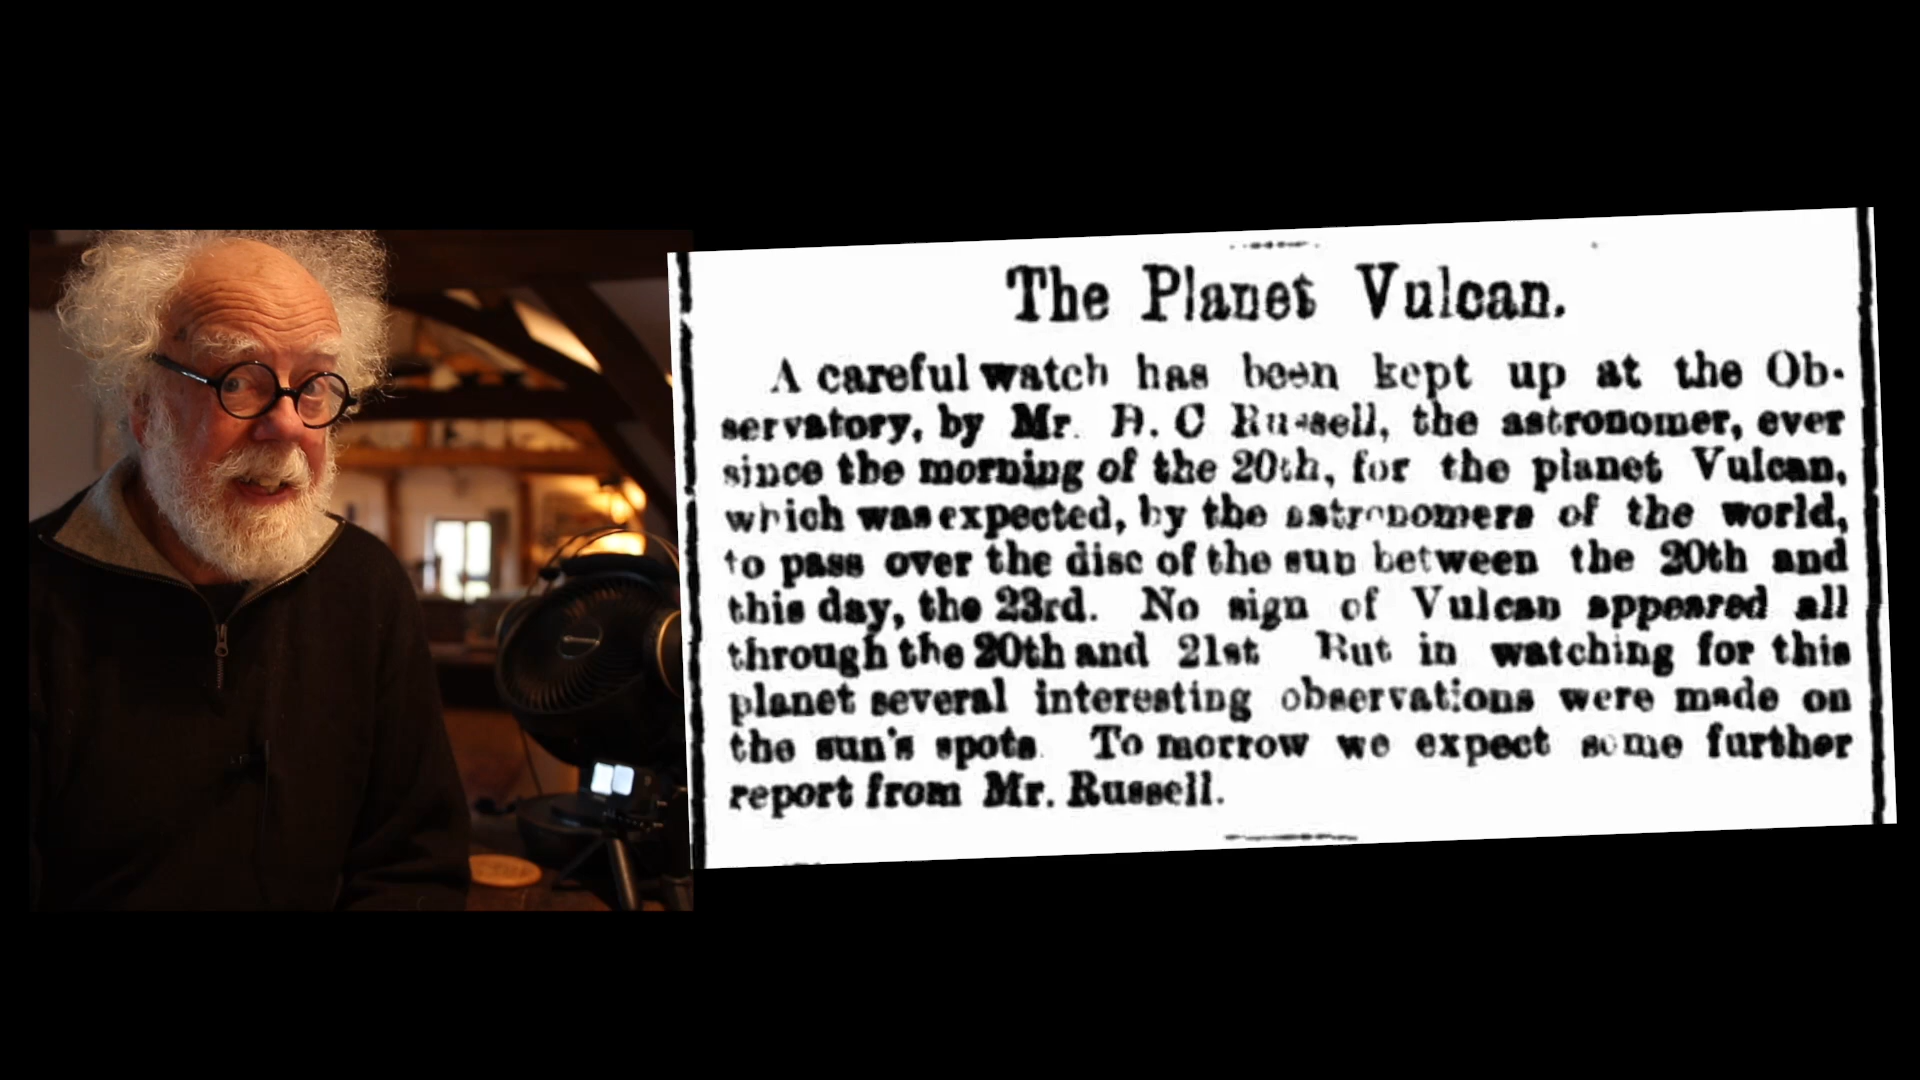 The Planet Vulcan.
A careful watch has been kept up at the Ob-
servatory, by Mr. H. C Russell, the astronomer, ever
since the morning of the 20th, for the planet Vulcan,
which was expected, by the astronomers of the world,
to pass over the disc of the sun between the 20th and
this day, the 23rd. No sign of Vulcan appeared all
through the 20th and 21st But in watching for this
planet several interesting observations were made on
the sun's spots. To morrow we expect some further
report from Mr. Russell.